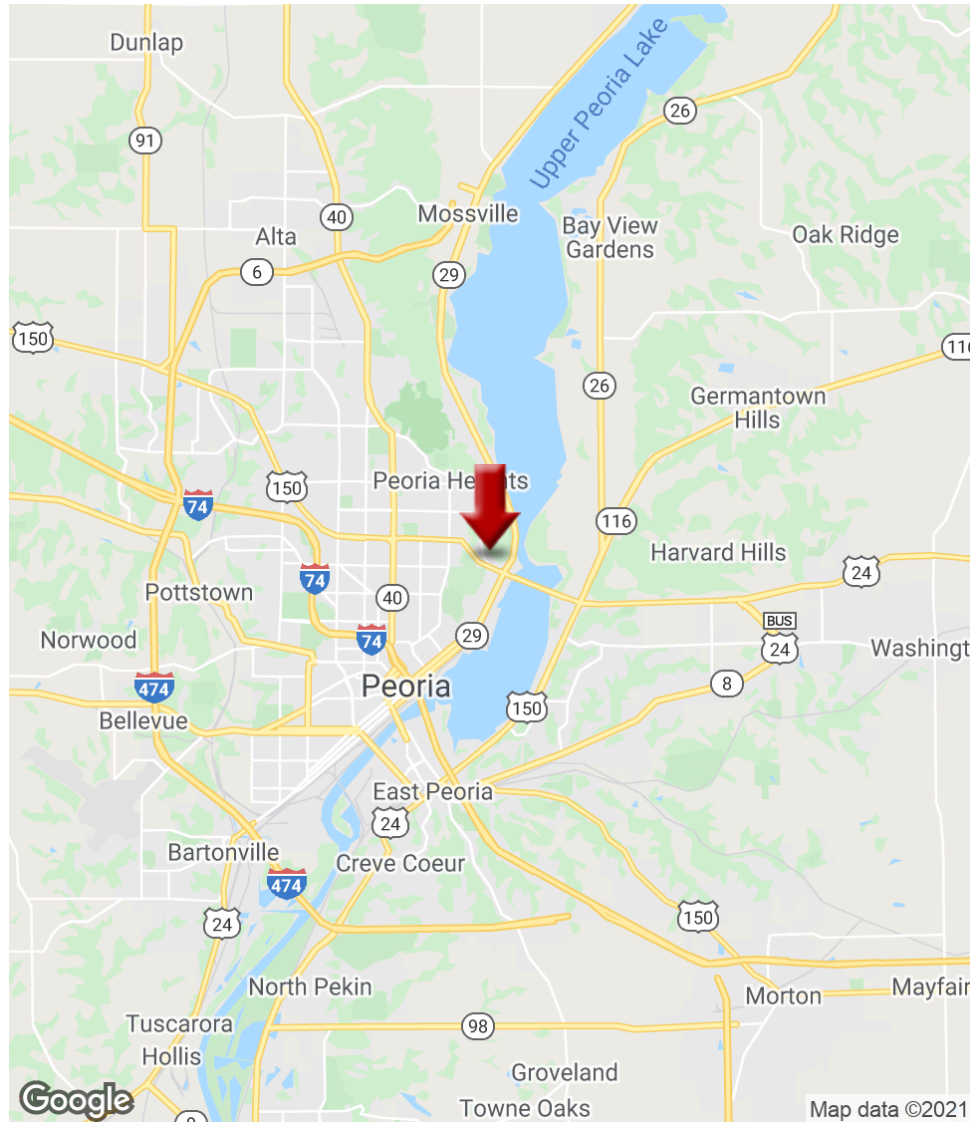 Dunlap
Upper Peoria Lake
26
91
40
Mossville
Alta
Bay View
Gardens
Oak Ridge
6
29
150
116
26
Germantown
Hills
Peoria Heights
150
74
116
Harvard Hills
24
74
Pottstown
40
BUS
24
29
74
Norwood
Washingt
474
Peoria
8
Bellevue
150
East Peoria
24
Bartonville
Creve Coeur
474
24
150
North Pekin
Morton
Mayfair
Tuscarora
98
Hollis
Groveland
Towne Oaks
Google
Map data ©2021